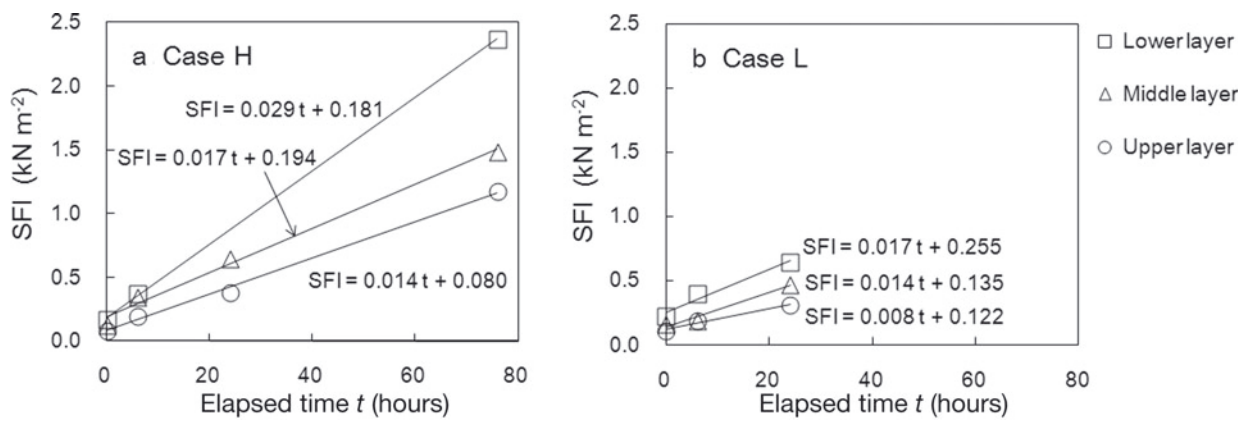 a Case H
SFI (kN m⁻²)
2.5
2.0
1.5
1.0
0.5
0.0
SFI = 0.029 t + 0.181
SFI = 0.017 t + 0.194
SFI = 0.014 t + 0.080
0 20 40 60 80
Elapsed time t (hours)
b Case L
SFI (kN m⁻²)
2.5
2.0
1.5
1.0
0.5
0.0
SFI = 0.017 t + 0.255
SFI = 0.014 t + 0.135
SFI = 0.008 t + 0.122
0 20 40 60 80
Elapsed time t (hours)
Lower layer
Middle layer
Upper layer